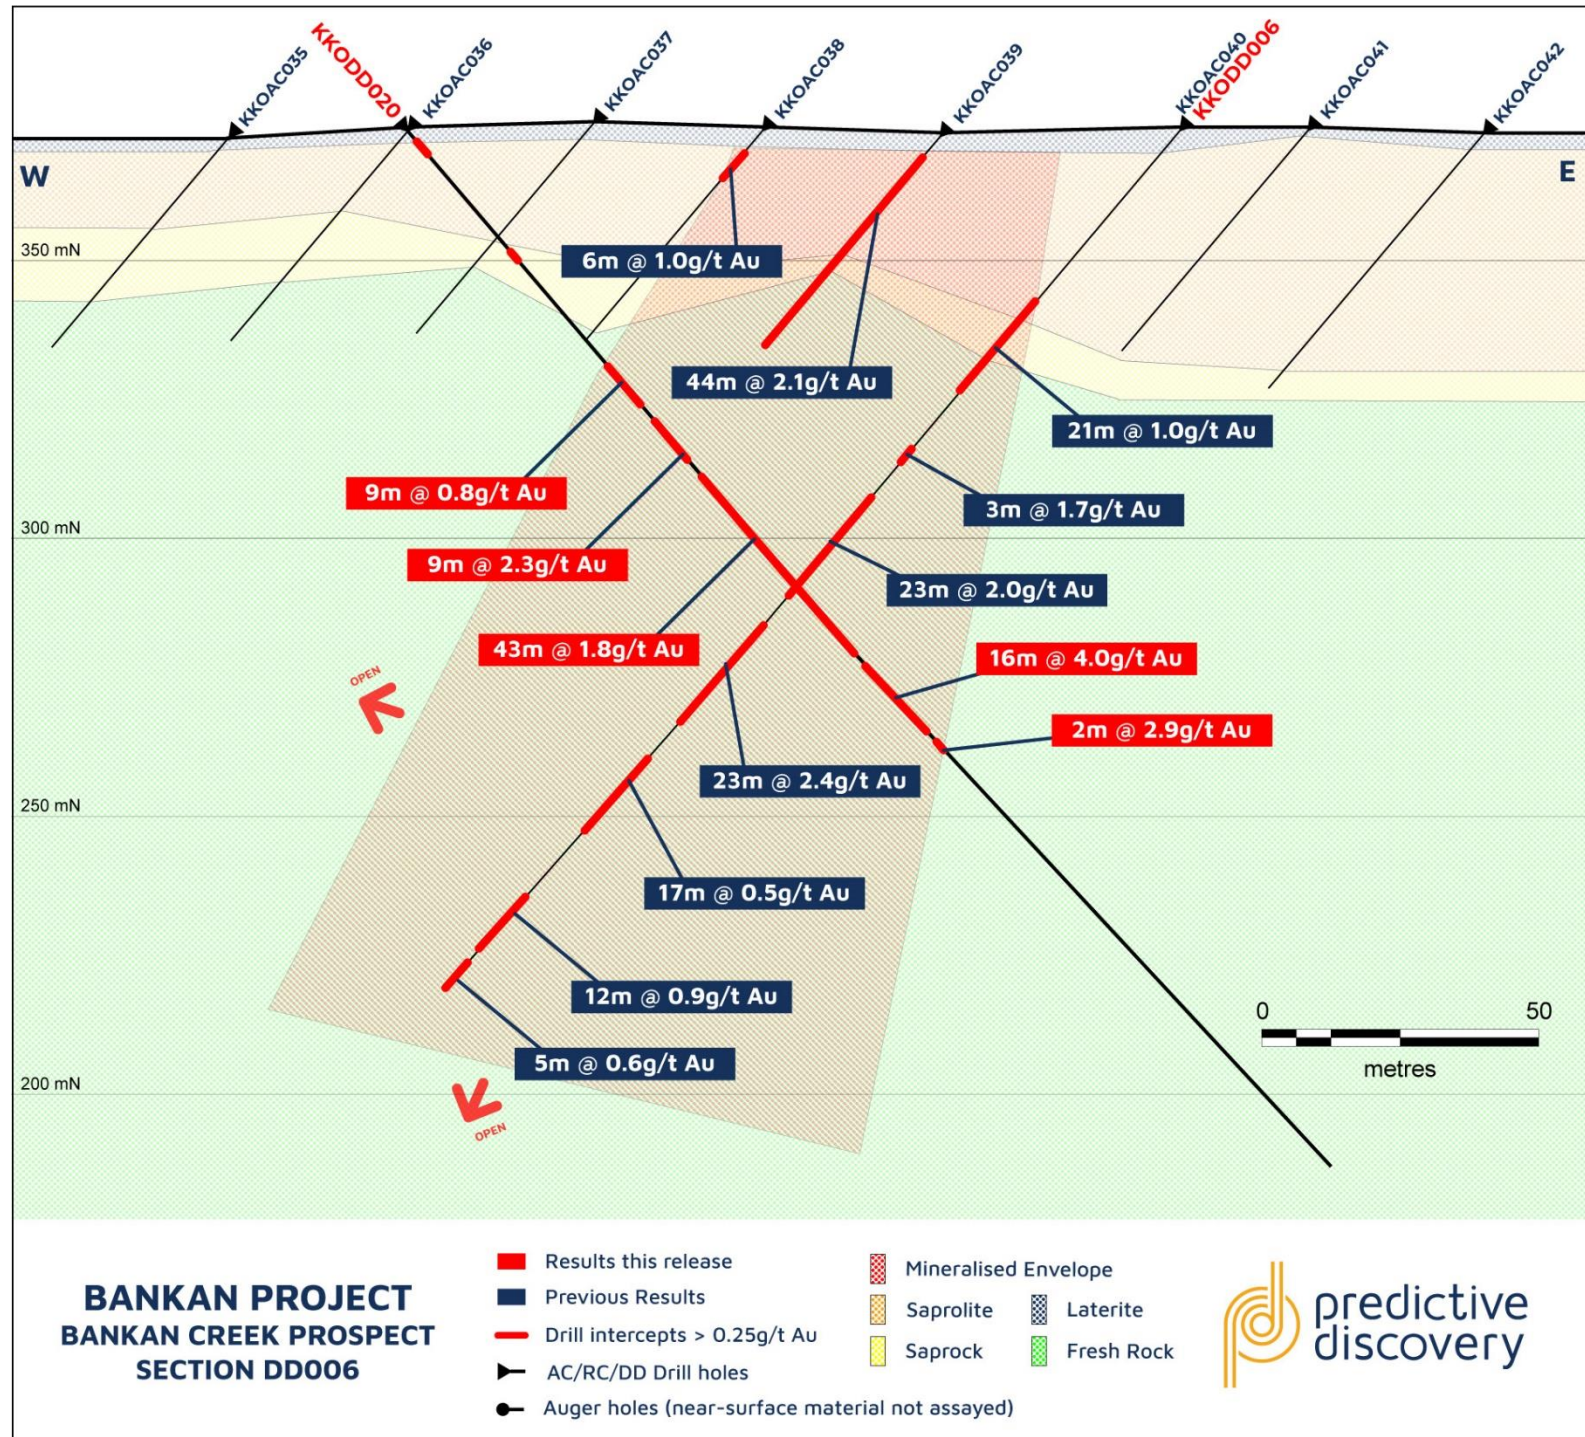 KKOAC035
KKODD020
KKOAC036
KKOAC037
KKOAC038
KKOAC039
KKOAC040
KKODD006
KKOAC041
KKOAC042
W
E
350 mN
6m @ 1.0g/t Au
44m @ 2.1g/t Au
21m @ 1.0g/t Au
9m @ 0.8g/t Au
3m @ 1.7g/t Au
300 mN
9m @ 2.3g/t Au
23m @ 2.0g/t Au
43m @ 1.8g/t Au
16m @ 4.0g/t Au
OPEN
2m @ 2.9g/t Au
23m @ 2.4g/t Au
250 mN
17m @ 0.5g/t Au
12m @ 0.9g/t Au
0 50
metres
5m @ 0.6g/t Au
200 mN
OPEN
BANKAN PROJECT
BANKAN CREEK PROSPECT
SECTION DD006
Results this release
Previous Results
Drill intercepts > 0.25g/t Au
AC/RC/DD Drill holes
Auger holes (near-surface material not assayed)
Mineralised Envelope
Saprolite
Laterite
Saprock
Fresh Rock
predictive
discovery